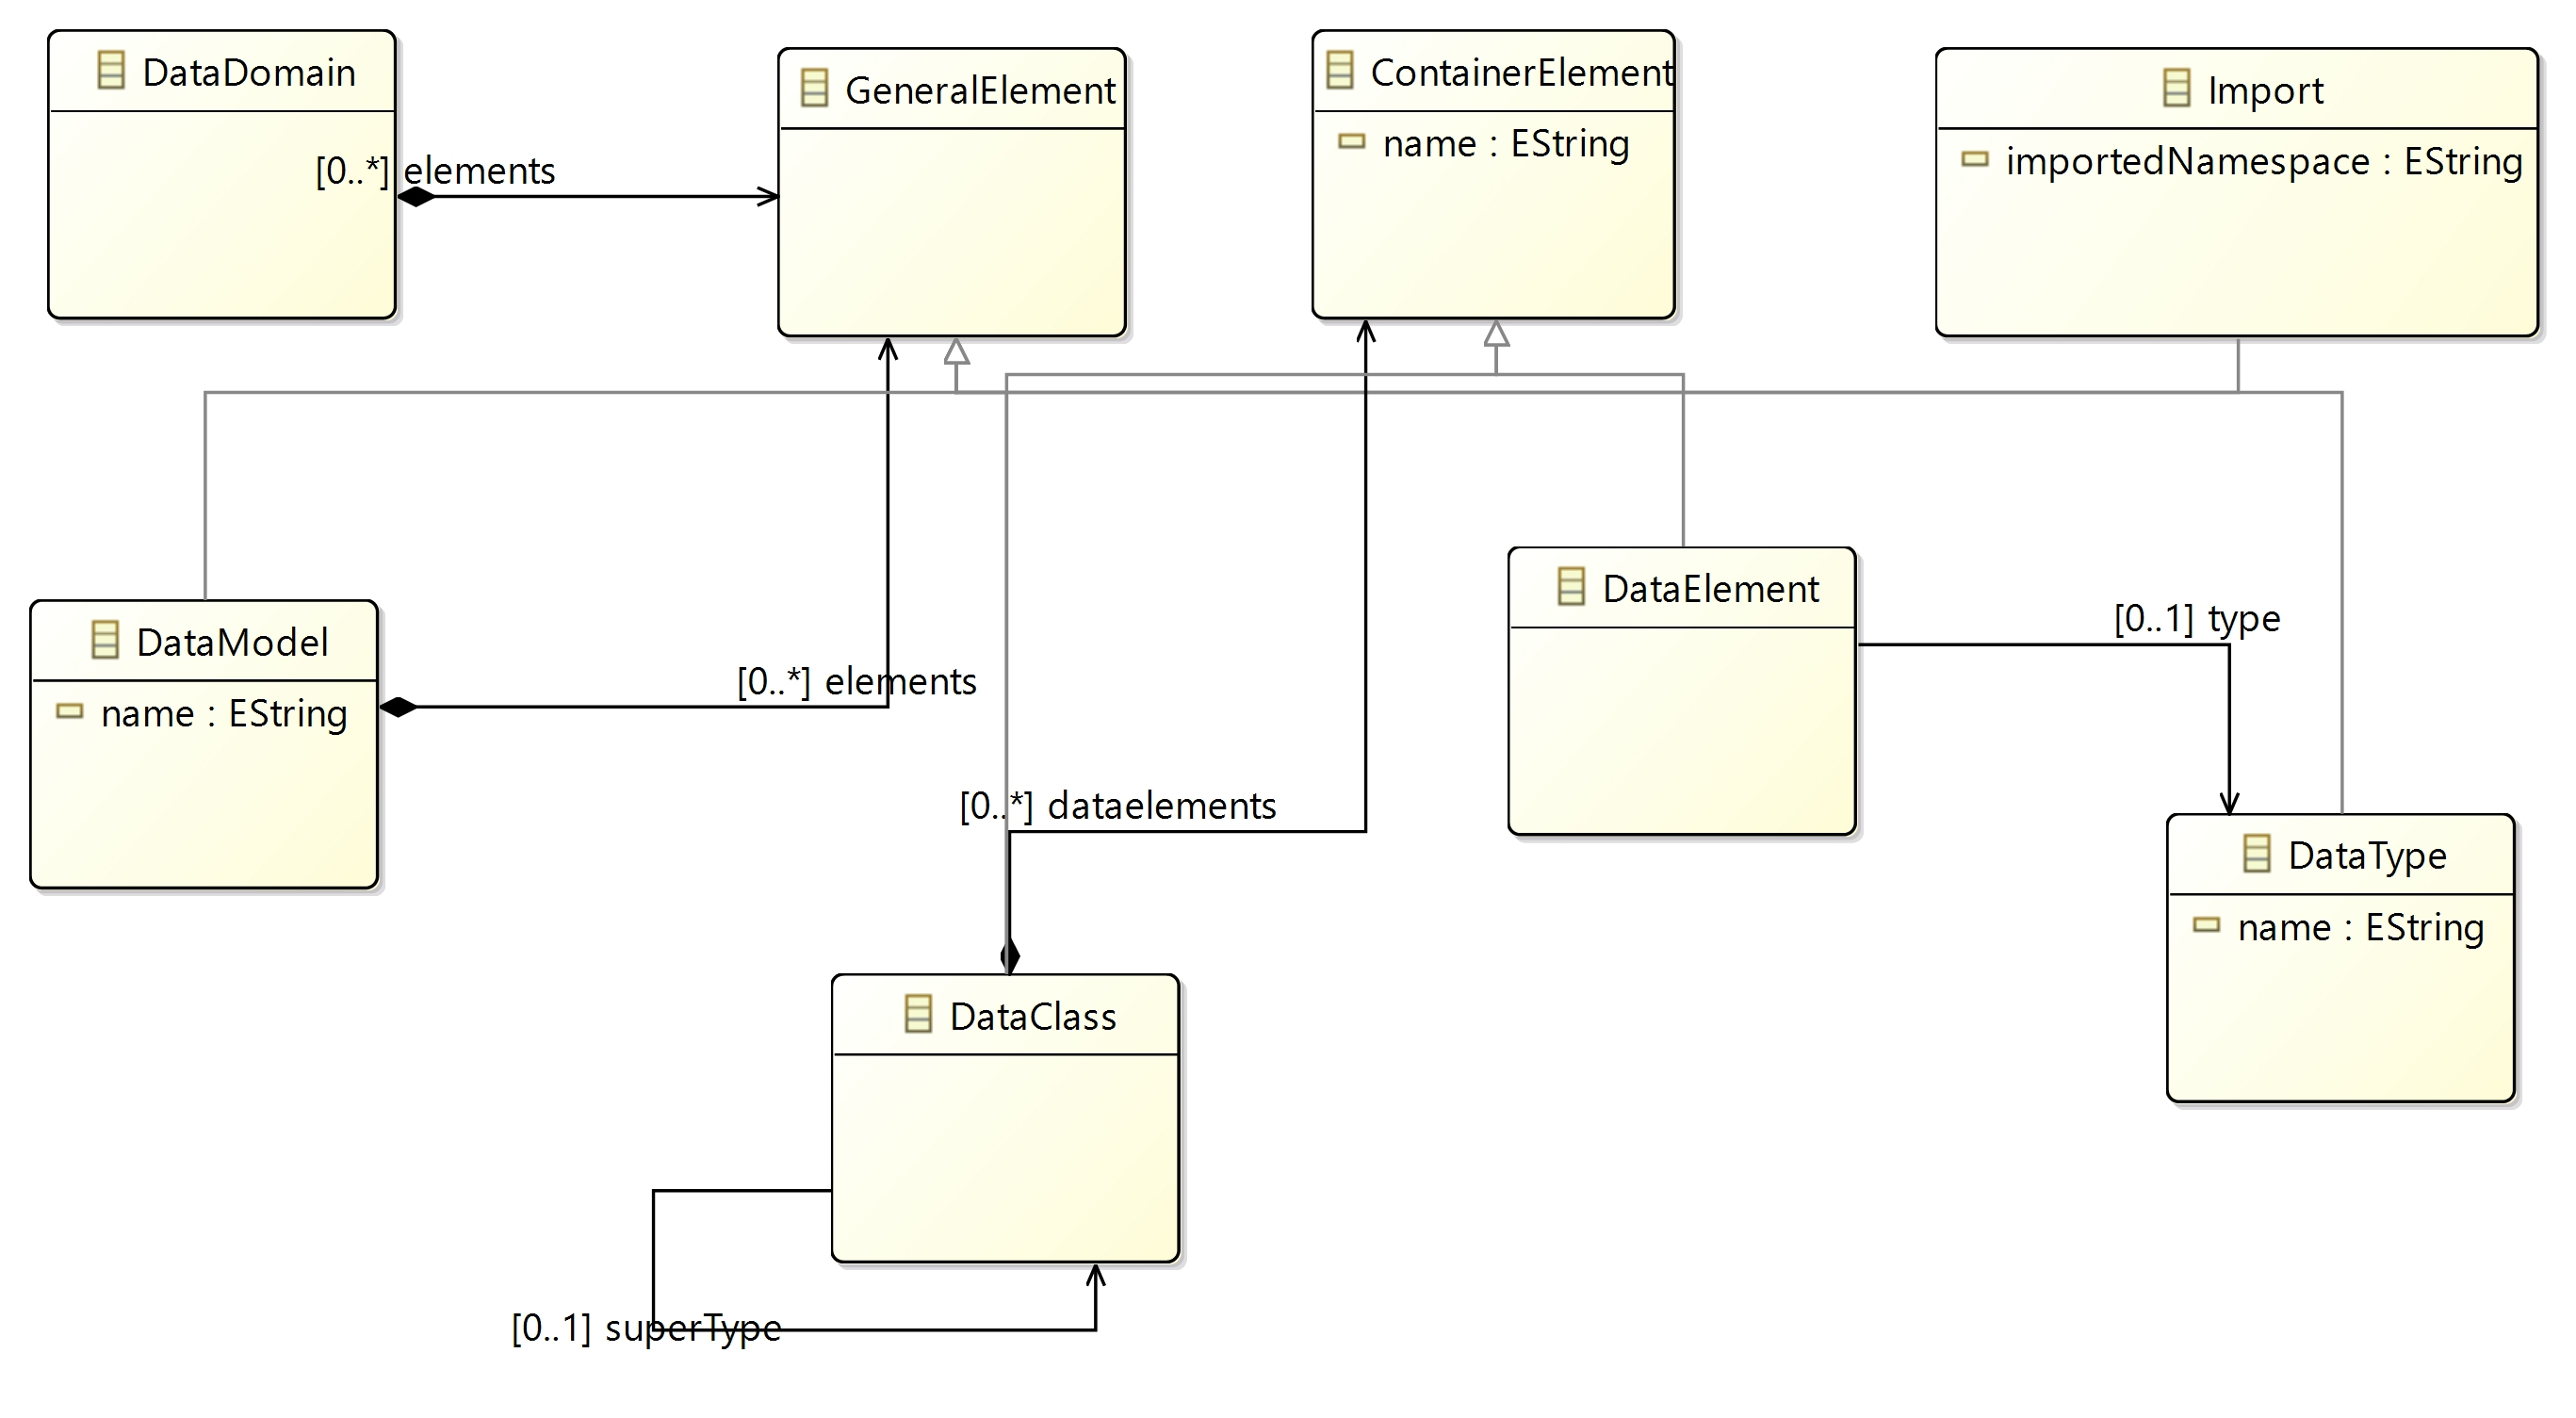 DataDomain
[0..*] elements
GeneralElement
ContainerElement
name : EString
Import
importedNamespace : EString
DataModel
name : EString
[0..*] elements
[0..*] dataelements
DataElement
[0..1] type
DataType
name : EString
DataClass
[0..1] superType